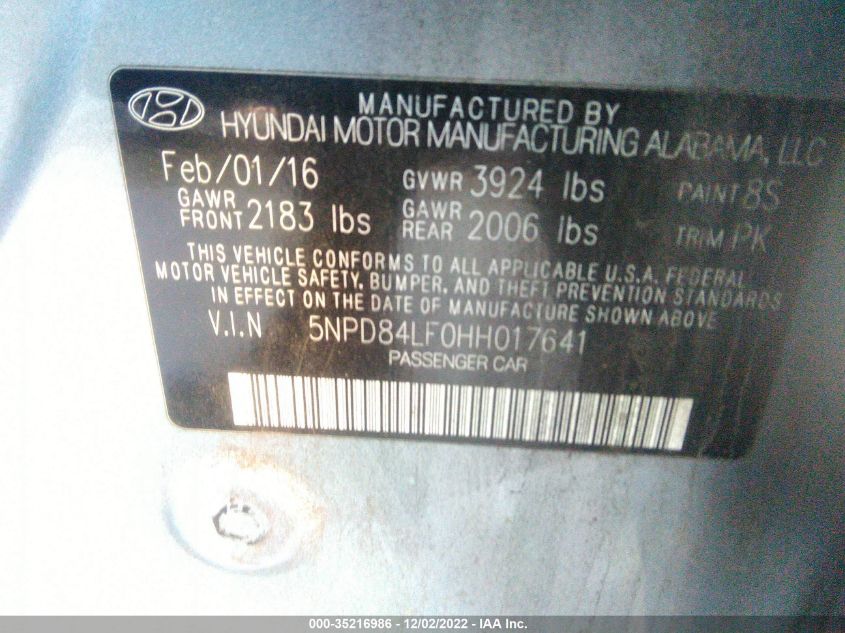 MANUFACTURED BY
HYUNDAI MOTOR MANUFACTURING ALABAMA, LLC
Feb/01/16 GVWR 3924 lbs PAINT 8S
GAWR FRONT 2183 lbs GAWR REAR 2006 lbs TRIM PK
THIS VEHICLE CONFORMS TO ALL APPLICABLE U.S.A. FEDERAL
MOTOR VEHICLE SAFETY, BUMPER, AND THEFT PREVENTION STANDARDS
IN EFFECT ON THE DATE OF MANUFACTURE SHOWN ABOVE
V.I.N 5NPD84LF0HH017641
PASSENGER CAR
000-35216986 - 12/02/2022 - IAA Inc.